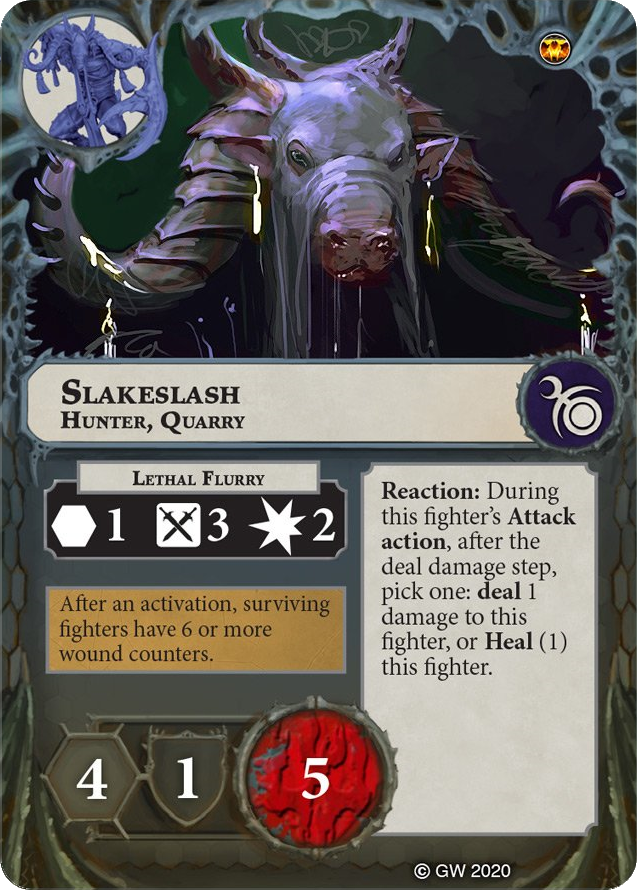 Slakeslash
Hunter, Quarry
Lethal Flurry
1 3 2
After an activation, surviving
fighters have 6 or more
wound counters.
Reaction: During
this fighter's Attack
action, after the
deal damage step,
pick one: deal 1
damage to this
fighter, or Heal (1)
this fighter.
4 1 5
© GW 2020